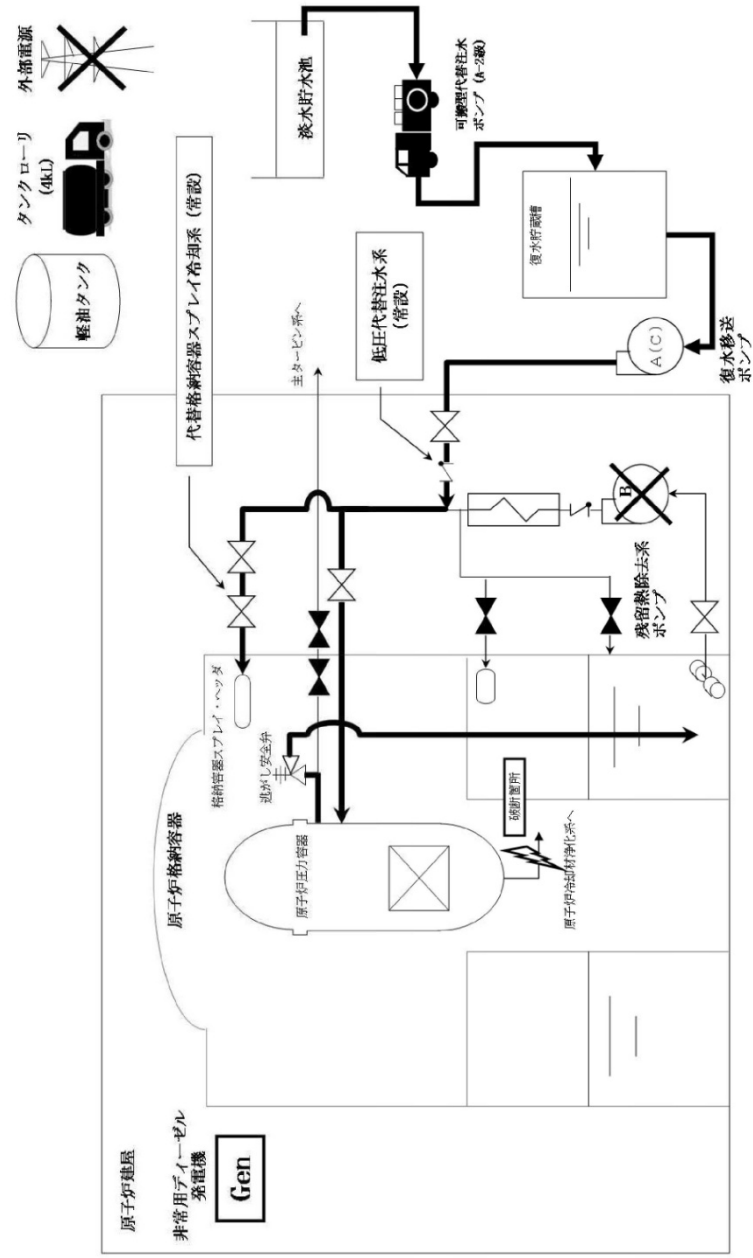 原子炉建屋
非常用ディーゼル
発電機
Gen
原子炉格納容器
原子炉圧力容器
格納容器スプレイ・ヘッダ
逃がし安全弁
破断箇所
原子炉冷却材浄化系へ
軽油タンク
タンクローリ
(4kL)
外部電源
代替格納容器スプレイ冷却系 (常設)
主タービン系へ
低圧代替注水系
(常設)
淡水貯水池
可搬型代替注水
ポンプ (A-2級)
復水貯蔵槽
A(C)
復水移送
ポンプ
B
残留熱除去系
ポンプ